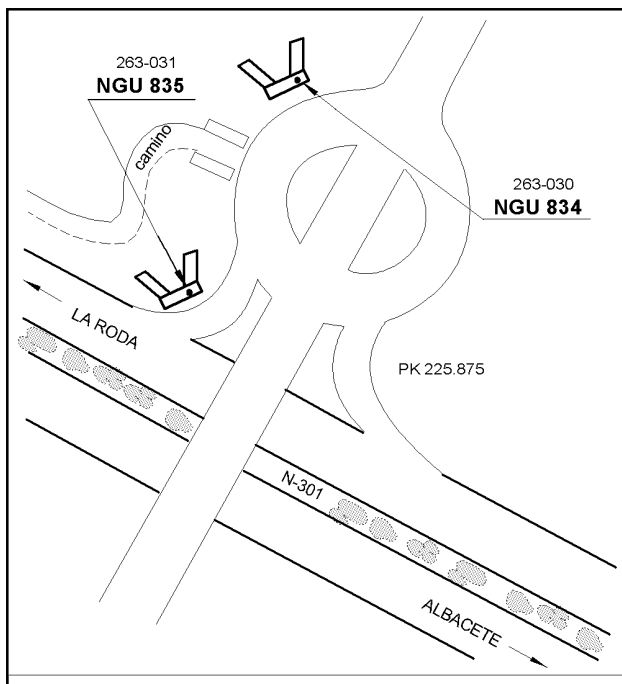 263-031
NGU 835
camino
263-030
NGU 834
LA RODA
PK 225.875
N-301
ALBACETE